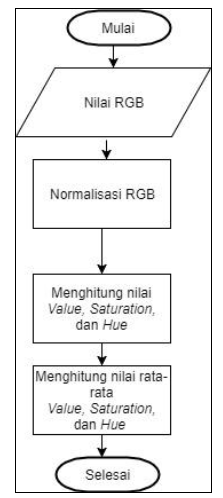 Mulai
Nilai RGB
Normalisasi RGB
Menghitung nilai
Value, Saturation,
dan Hue
Menghitung nilai rata-
rata
Value, Saturation,
dan Hue
Selesai